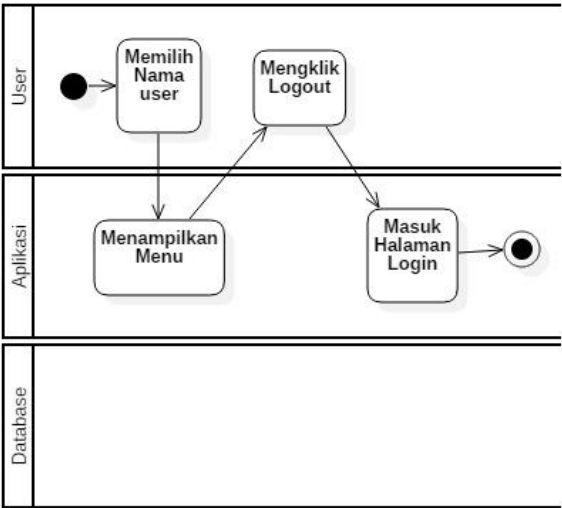 User
Memilih
Nama
user
Mengklik
Logout
Aplikasi
Menampilkan
Menu
Masuk
Halaman
Login
Database